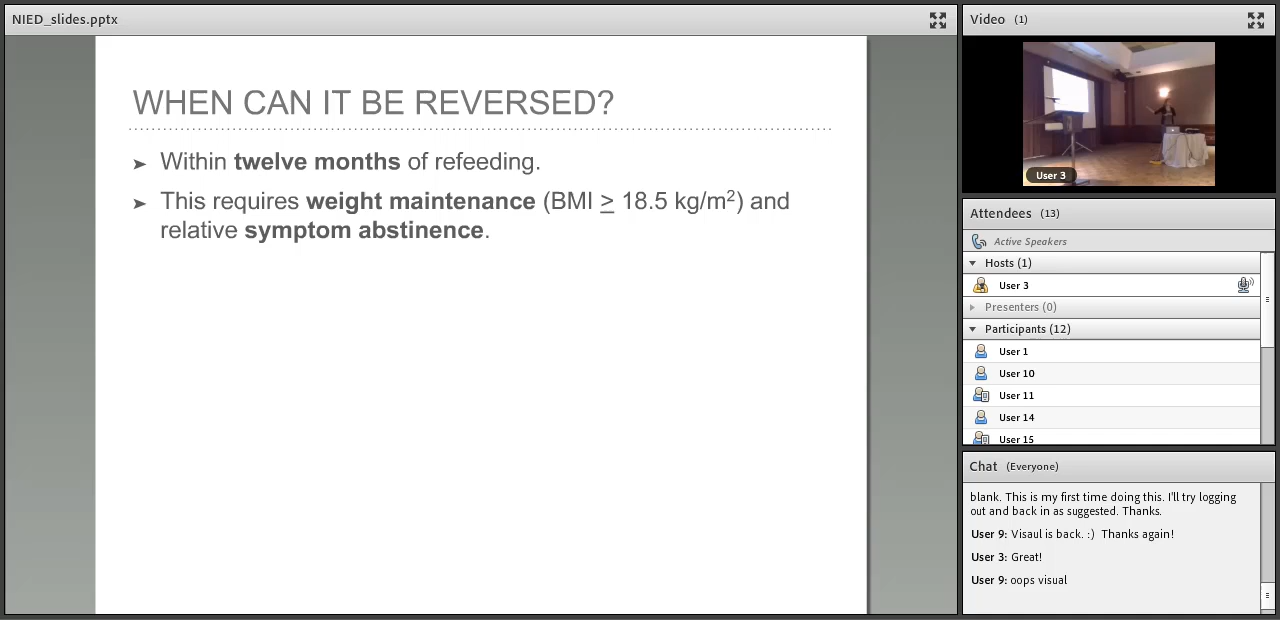 NIED_slides.pptx
WHEN CAN IT BE REVERSED?
➤ Within twelve months of refeeding.
➤ This requires weight maintenance (BMI ≥ 18.5 kg/m²) and
relative symptom abstinence.
Video (1)
User 3
Attendees (13)
Active Speakers
Hosts (1)
User 3
Presenters (0)
Participants (12)
User 1
User 10
User 11
User 14
User 15
Chat (Everyone)
blank. This is my first time doing this. I'll try logging
out and back in as suggested. Thanks.
User 9: Visaul is back. :) Thanks again!
User 3: Great!
User 9: oops visual